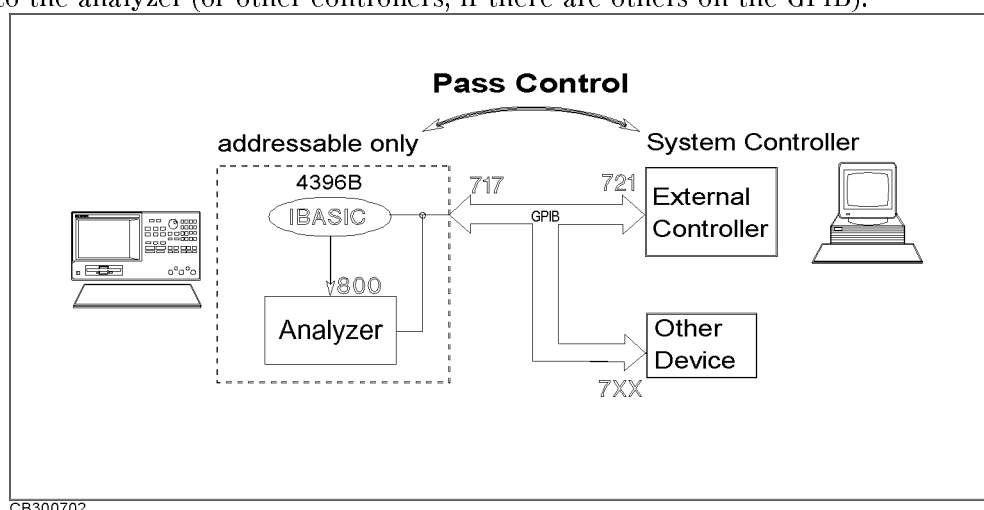 to the analyzer (or other controllers, if there are others on the GPIB).
Pass Control
addressable only
System Controller
4396B
717
721
IBASIC
GPIB
External
Controller
800
Analyzer
Other
Device
7XX
CB300702